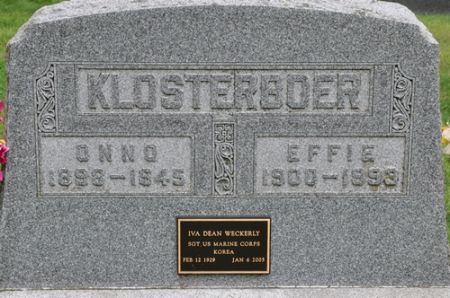 KLOSTERBOER
ONNO
EFFIE
1898-1945
1900-1993
IVA DEAN WECKERLY
SGT US MARINE CORPS
KOREA
FEB 12 1929 JAN 6 2005